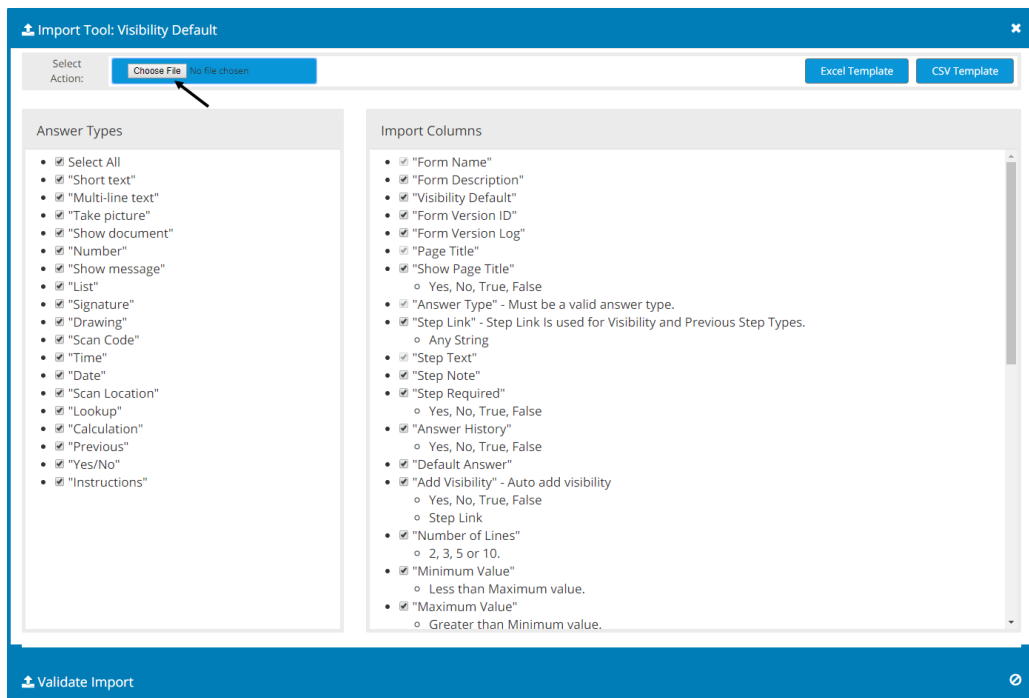 Import Tool: Visibility Default
Select
Action:
Choose File No file chosen
Excel Template
CSV Template
Answer Types
Select All
"Short text"
"Multi-line text"
"Take picture"
"Show document"
"Number"
"Show message"
"List"
"Signature"
"Drawing"
"Scan Code"
"Time"
"Date"
"Scan Location"
"Lookup"
"Calculation"
"Previous"
"Yes/No"
"Instructions"
Import Columns
"Form Name"
"Form Description"
"Visibility Default"
"Form Version ID"
"Form Version Log"
"Page Title"
"Show Page Title"
Yes, No, True, False
"Answer Type" - Must be a valid answer type.
"Step Link" - Step Link Is used for Visibility and Previous Step Types.
Any String
"Step Text"
"Step Note"
"Step Required"
Yes, No, True, False
"Answer History"
Yes, No, True, False
"Default Answer"
"Add Visibility" - Auto add visibility
Yes, No, True, False
Step Link
"Number of Lines"
2, 3, 5 or 10.
"Minimum Value"
Less than Maximum value.
"Maximum Value"
Greater than Minimum value.
Validate Import